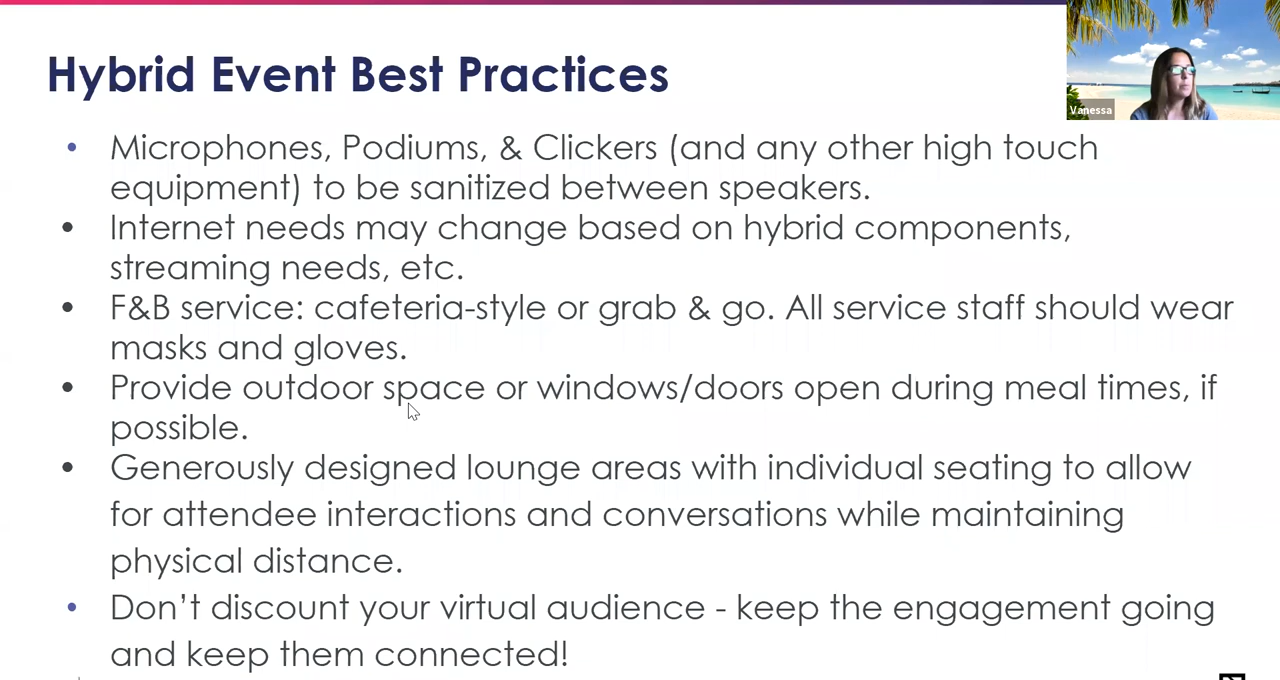 Hybrid Event Best Practices
Vanessa
• Microphones, Podiums, & Clickers (and any other high touch
equipment) to be sanitized between speakers.
• Internet needs may change based on hybrid components,
streaming needs, etc.
• F&B service: cafeteria-style or grab & go. All service staff should wear
masks and gloves.
• Provide outdoor space or windows/doors open during meal times, if
possible.
• Generously designed lounge areas with individual seating to allow
for attendee interactions and conversations while maintaining
physical distance.
• Don’t discount your virtual audience - keep the engagement going
and keep them connected!